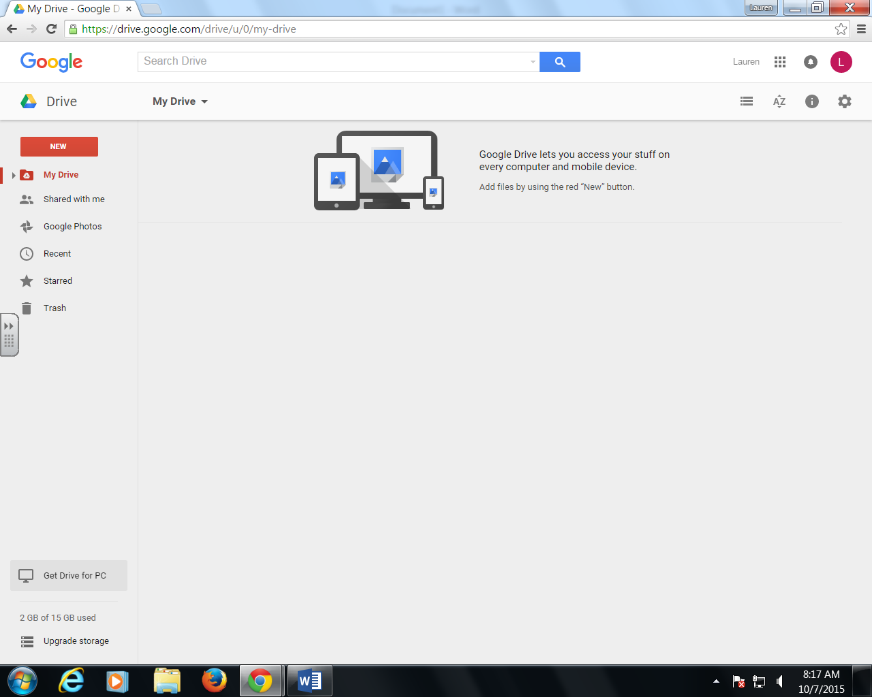 My Drive - Google D
Lauren
https://drive.google.com/drive/u/0/my-drive
Google
Search Drive
Lauren
L
Drive
My Drive
AZ
NEW
My Drive
Shared with me
Google Photos
Recent
Starred
Trash
Google Drive lets you access your stuff on
every computer and mobile device.
Add files by using the red "New" button.
Get Drive for PC
2 GB of 15 GB used
Upgrade storage
W
8:17 AM
10/7/2015